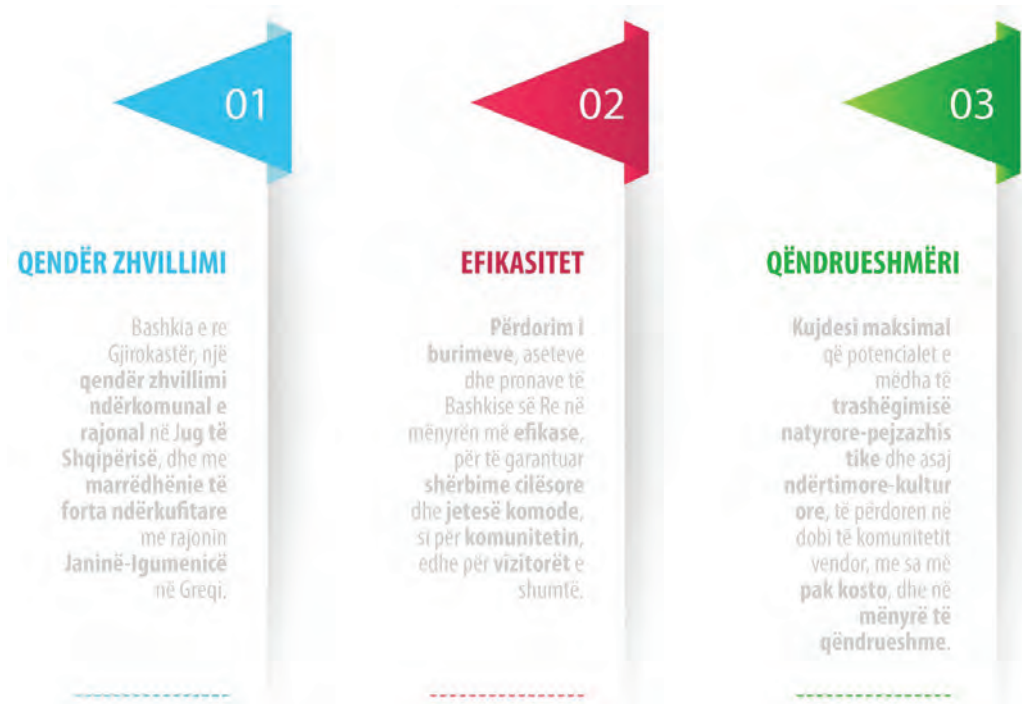 01
QENDËR ZHVILLIMI
Bashkia e re
Gjirokastër, një
qendër zhvillimi
ndërkomunal e
rajonal në Jug të
Shqipërisë, dhe me
marrëdhënie të
forta ndërkufitare
me rajonin
Janinë-Igumenicë
në Greqi.
02
EFIKASITET
Përdorim i
burimeve, aseteve
dhe pronave të
Bashkise së Re në
mënyrën më efikase,
për të garantuar
shërbime cilësore
dhe jetesë komode,
si për komunitetin,
edhe për vizitorët e
shumtë.
03
QËNDRUESHMËRI
Kujdesi maksimal
që potencialet e
mëdha të
trashëgimisë
natyrore-pejzazhis
tike dhe asaj
ndërtimore-kultur
ore, të përdoren në
dobi të komunitetit
vendor, me sa më
pak kosto, dhe në
mënyrë të
qëndrueshme.